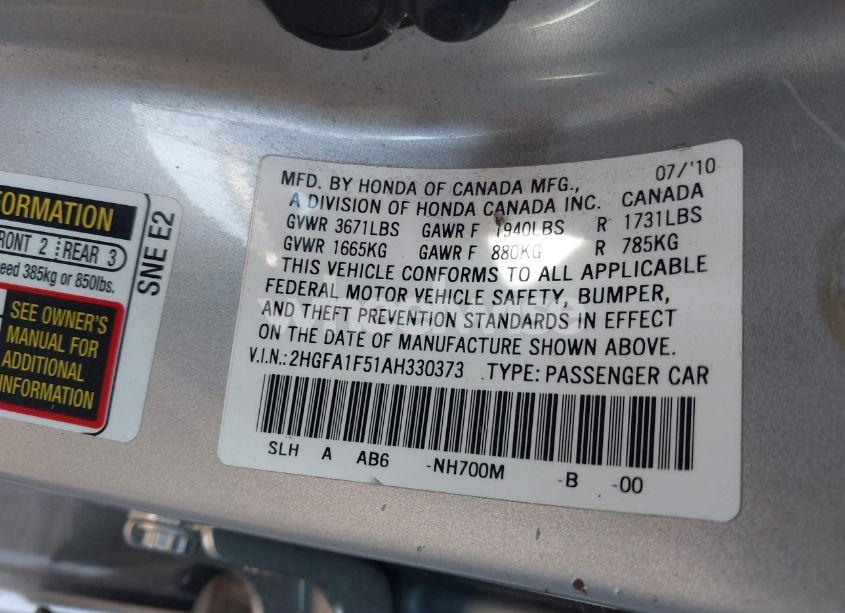 FORMATION
FRONT 2 REAR 3
eed 385kg or 850lbs.
SEE OWNER'S
MANUAL FOR
ADDITIONAL
INFORMATION
SNE E2
07/'10
MFD. BY HONDA OF CANADA MFG.,
A DIVISION OF HONDA CANADA INC. CANADA
GVWR 3671LBS GAWR F 1940LBS R 1731LBS
GVWR 1665KG GAWR F 880KG R 785KG
THIS VEHICLE CONFORMS TO ALL APPLICABLE
FEDERAL MOTOR VEHICLE SAFETY, BUMPER,
AND THEFT PREVENTION STANDARDS IN EFFECT
ON THE DATE OF MANUFACTURE SHOWN ABOVE.
V.I.N.: 2HGFA1F51AH330373 TYPE: PASSENGER CAR
SLH A AB6 -NH700M -B -00